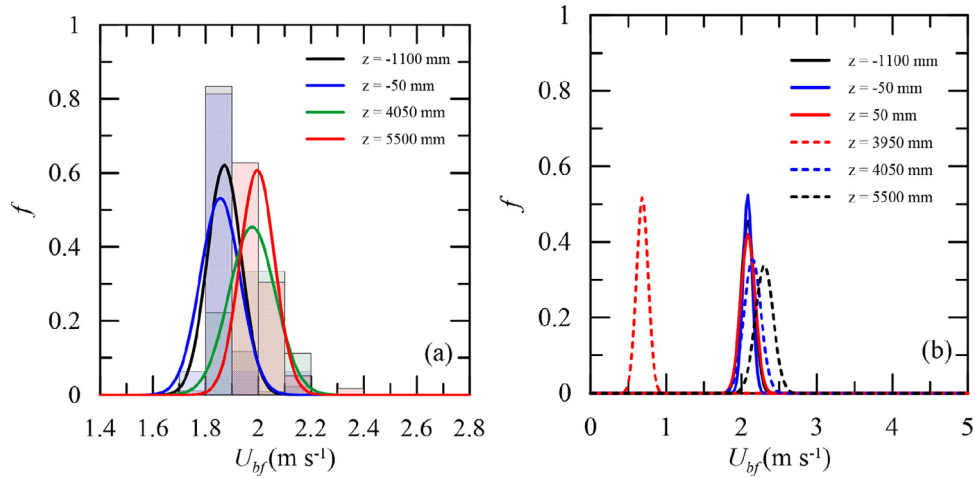 1
0.8
0.6
0.4
0.2
0
f
z = -1100 mm
z = -50 mm
z = 4050 mm
z = 5500 mm
(a)
1.4 1.6 1.8 2 2.2 2.4 2.6 2.8
U_bf (m s⁻¹)
1
0.8
0.6
0.4
0.2
0
f
z = -1100 mm
z = -50 mm
z = 50 mm
z = 3950 mm
z = 4050 mm
z = 5500 mm
(b)
0 1 2 3 4 5
U_bf (m s⁻¹)